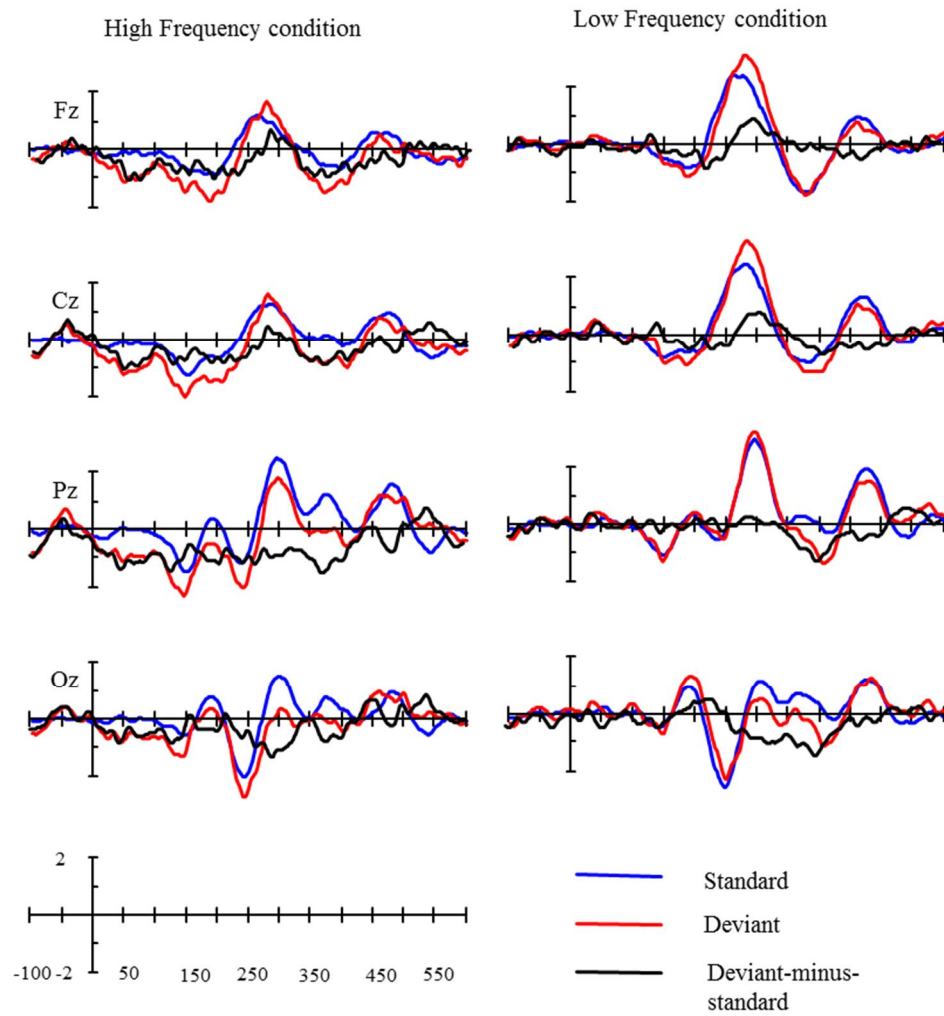 High Frequency condition
Low Frequency condition
Fz
Cz
Pz
Oz
2
-100 -2 50 150 250 350 450 550
Standard
Deviant
Deviant-minus-
standard